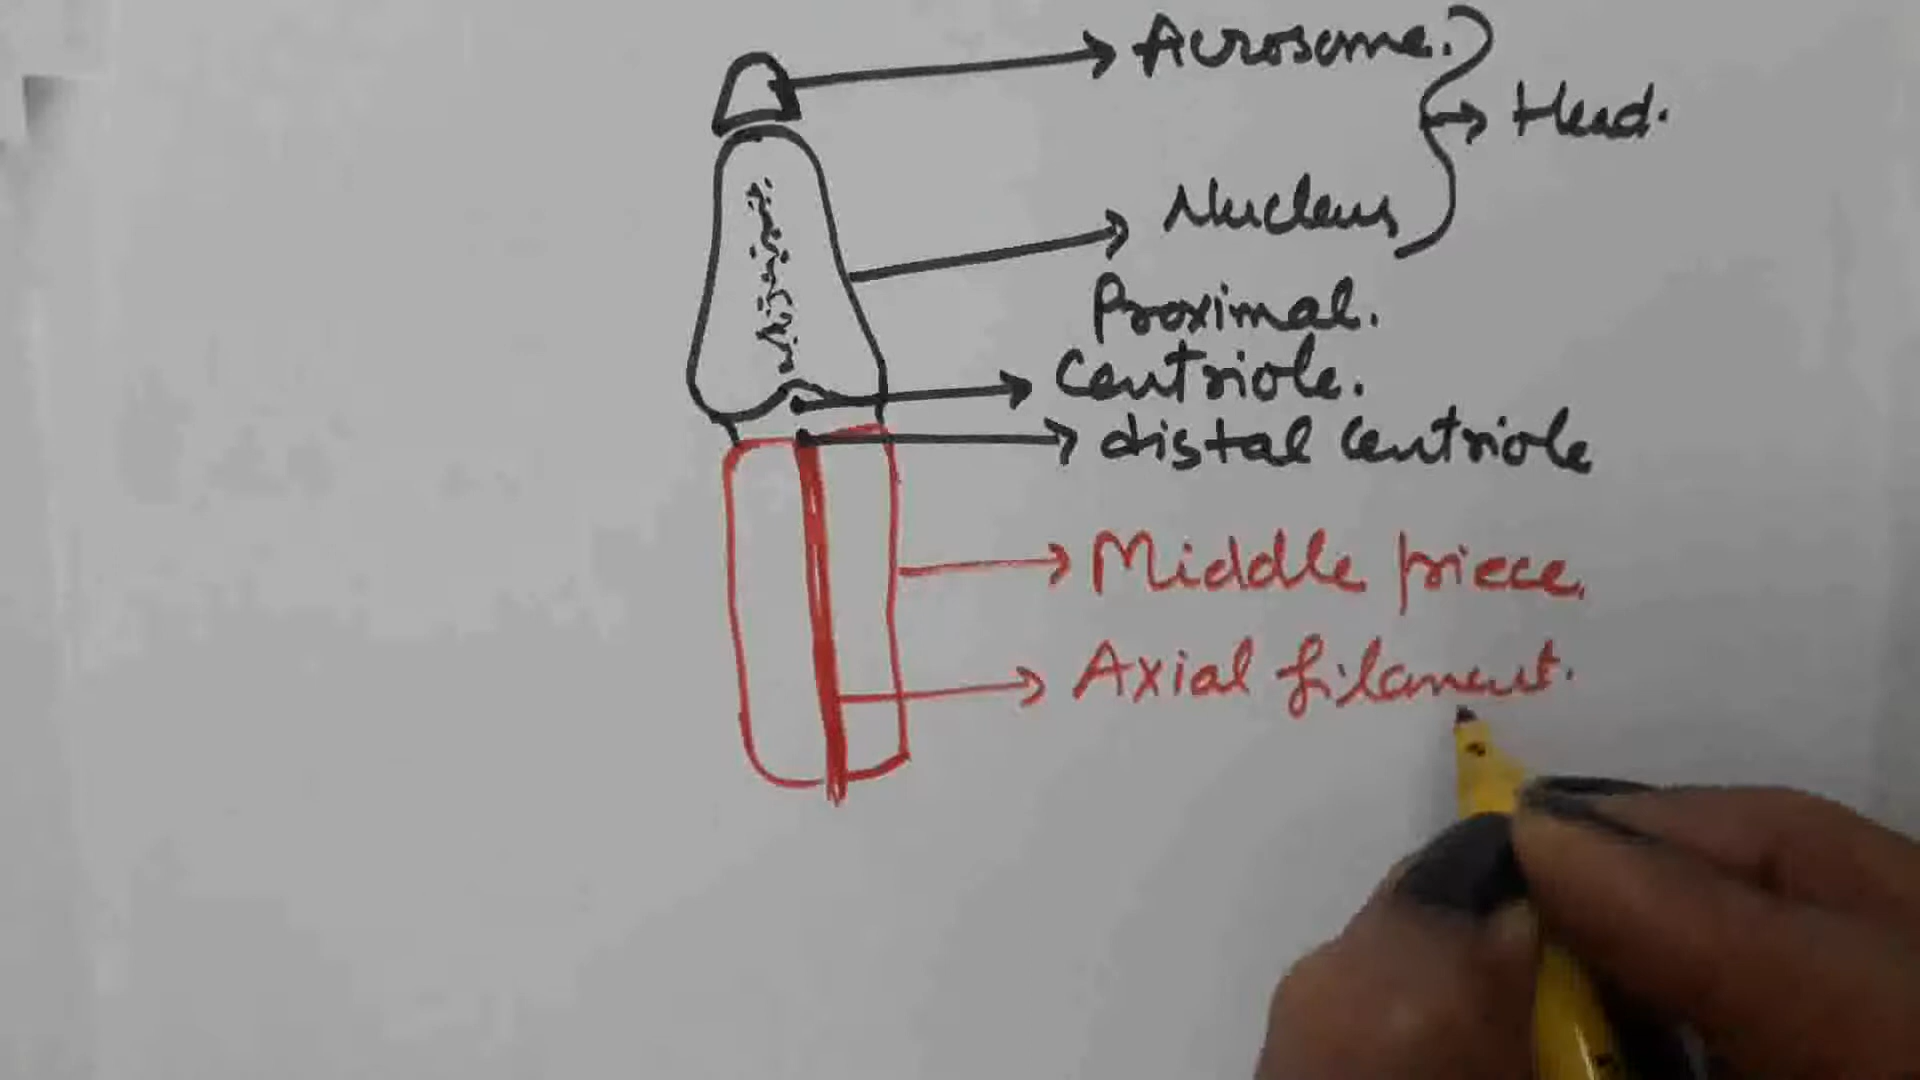 Acrosome.
Head.
Nucleus
Proximal.
Centriole.
distal centriole
Middle piece.
Axial filament.